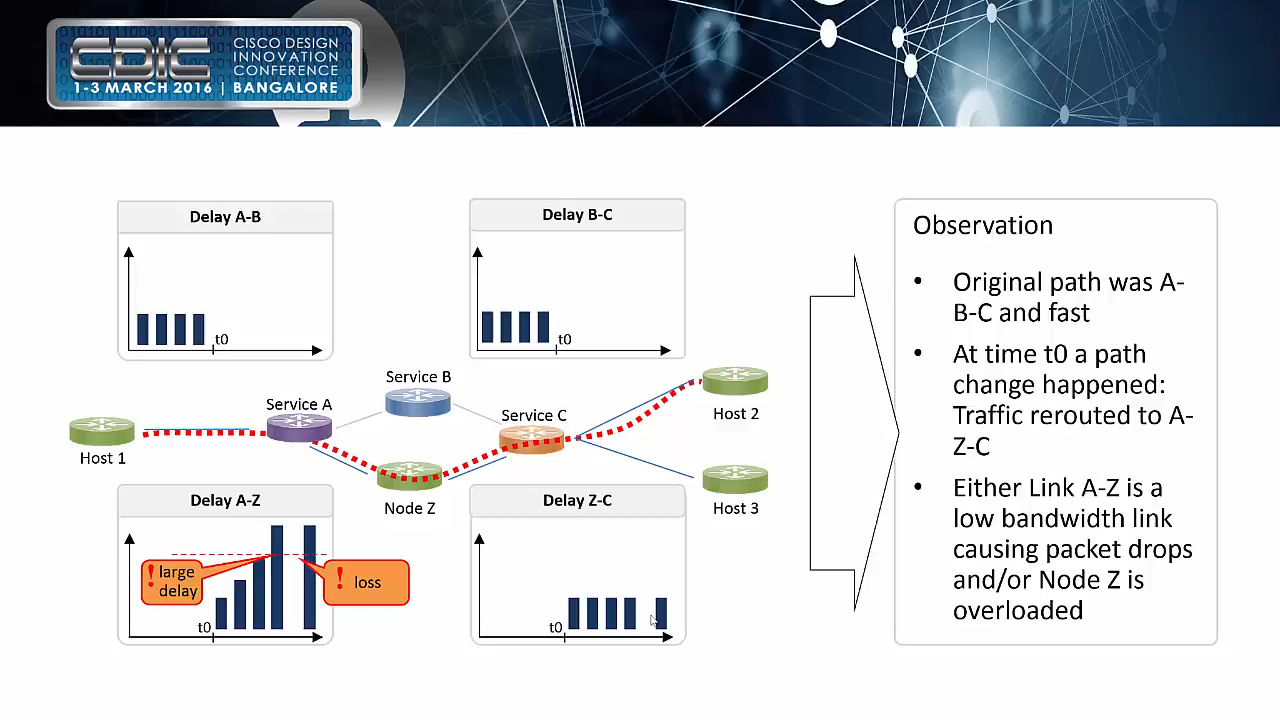 CDIC
CISCO DESIGN
INNOVATION
CONFERENCE
1-3 MARCH 2016 | BANGALORE
Delay A-B
t0
Delay B-C
t0
Service B
Service A
Service C
Host 1
Host 2
Node Z
Host 3
Delay A-Z
! large
delay
! loss
t0
Delay Z-C
t0
Observation
• Original path was A-
B-C and fast
• At time t0 a path
change happened:
Traffic rerouted to A-
Z-C
• Either Link A-Z is a
low bandwidth link
causing packet drops
and/or Node Z is
overloaded